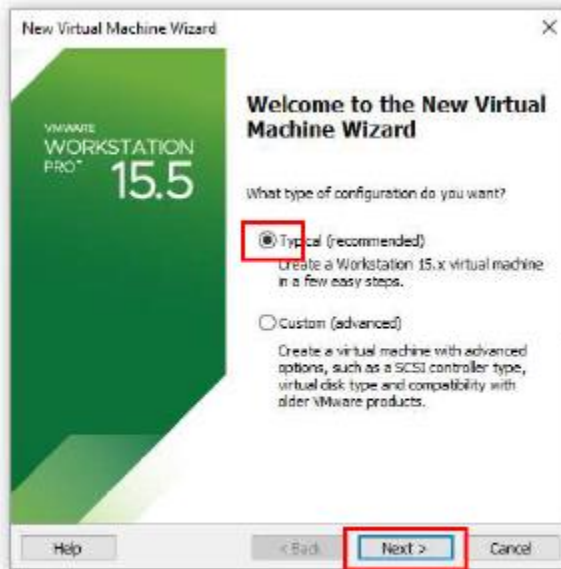 New Virtual Machine Wizard
VMWARE
WORKSTATION
PRO™
15.5
Welcome to the New Virtual
Machine Wizard
What type of configuration do you want?
Typical (recommended)
Create a Workstation 15.x virtual machine
in a few easy steps.
Custom (advanced)
Create a virtual machine with advanced
options, such as a SCSI controller type,
virtual disk type and compatibility with
older VMware products.
Help
< Back
Next >
Cancel